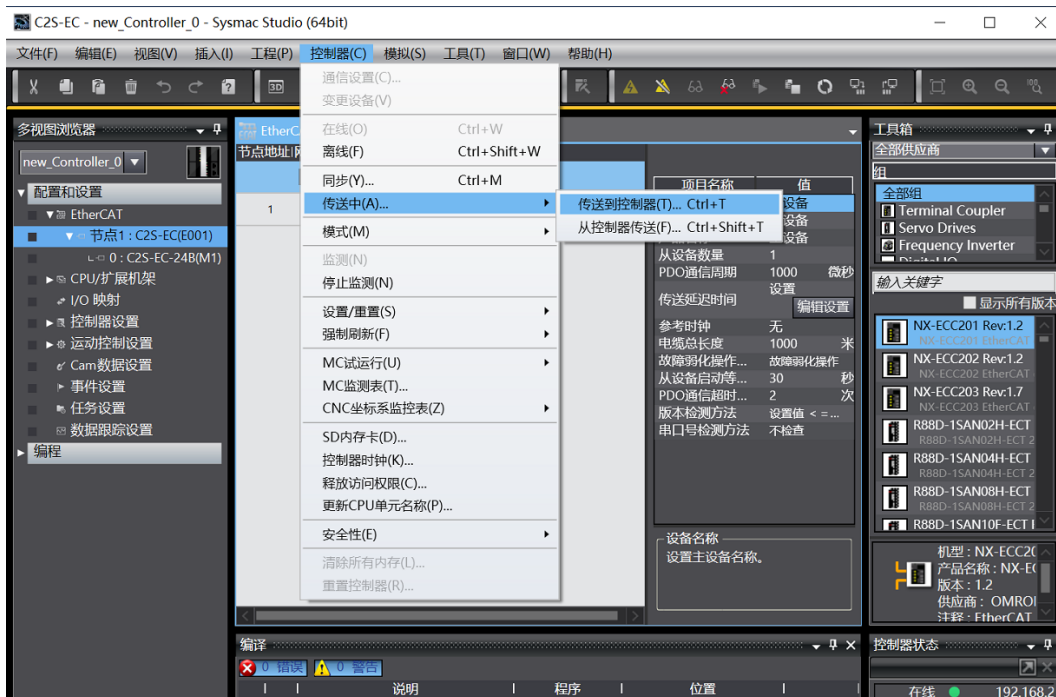 C2S-EC - new_Controller_0 - Sysmac Studio (64bit)
文件(F) 编辑(E) 视图(V) 插入(I) 工程(P) 控制器(C) 模拟(S) 工具(T) 窗口(W) 帮助(H)
多视图浏览器
new_Controller_0
配置和设置
EtherCAT
节点1 : C2S-EC(E001)
0 : C2S-EC-24B(M1)
CPU/扩展机架
I/O 映射
控制器设置
运动控制设置
Cam数据设置
事件设置
任务设置
数据跟踪设置
编程
EtherC
节点地址
1
通信设置(C)...
变更设备(V)
在线(O) Ctrl+W
离线(F) Ctrl+Shift+W
同步(Y)... Ctrl+M
传送中(A)...
模式(M)
监测(N)
停止监测(N)
设置/重置(S)
强制刷新(F)
MC试运行(U)
MC监测表(T)...
CNC坐标系监控表(Z)
SD内存卡(D)...
控制器时钟(K)...
释放访问权限(C)...
更新CPU单元名称(P)...
安全性(E)
清除所有内存(L)...
重置控制器(R)...
传送到控制器(T)... Ctrl+T
从控制器传送(F)... Ctrl+Shift+T
项目名称 值
设备
设备
设备
从设备数量 1
PDO通信周期 1000 微秒
传送延迟时间 设置
编辑设置
参考时钟 无
电缆总长度 1000 米
故障弱化操作... 故障弱化操作
从设备启动等... 30 秒
PDO通信超时... 2 次
版本检测方法 设置值 < = ...
串口号检测方法 不检查
设备名称
设置主设备名称。
工具箱
全部供应商
组
全部组
Terminal Coupler
Servo Drives
Frequency Inverter
Digital IO
输入关键字
显示所有版本
NX-ECC201 Rev:1.2
NX-ECC201 EtherCAT
NX-ECC202 Rev:1.2
NX-ECC202 EtherCAT
NX-ECC203 Rev:1.7
NX-ECC203 EtherCAT
R88D-1SAN02H-ECT
R88D-1SAN02H-ECT 2
R88D-1SAN04H-ECT
R88D-1SAN04H-ECT 2
R88D-1SAN08H-ECT
R88D-1SAN08H-ECT 2
R88D-1SAN10F-ECT
机型 : NX-ECC20
产品名称 : NX-E
版本 : 1.2
供应商 : OMRO
注释 : EtherCAT
编译
0 错误 0 警告
说明 程序 位置
控制器状态
在线 192.168.